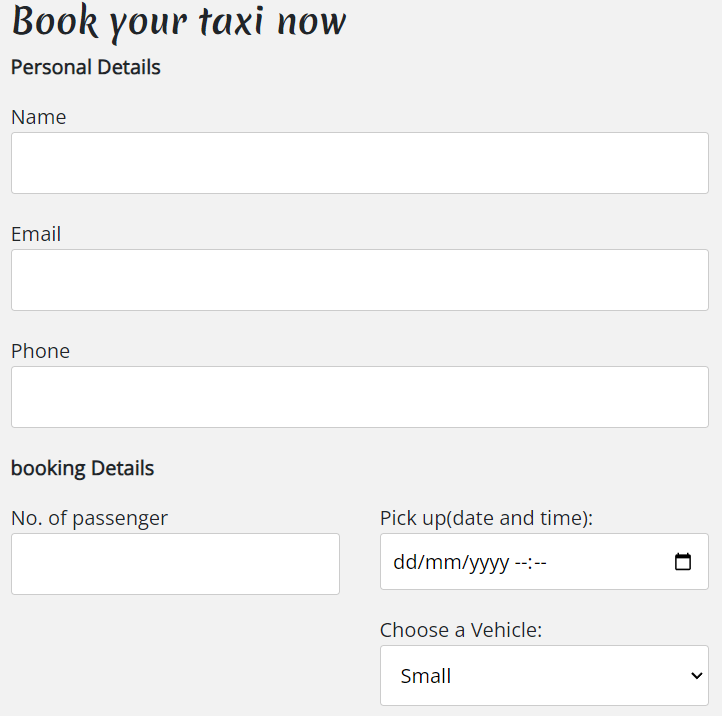 Book your taxi now
Personal Details
Name
Email
Phone
booking Details
No. of passenger
Pick up(date and time):
dd/mm/yyyy --:--
Choose a Vehicle:
Small